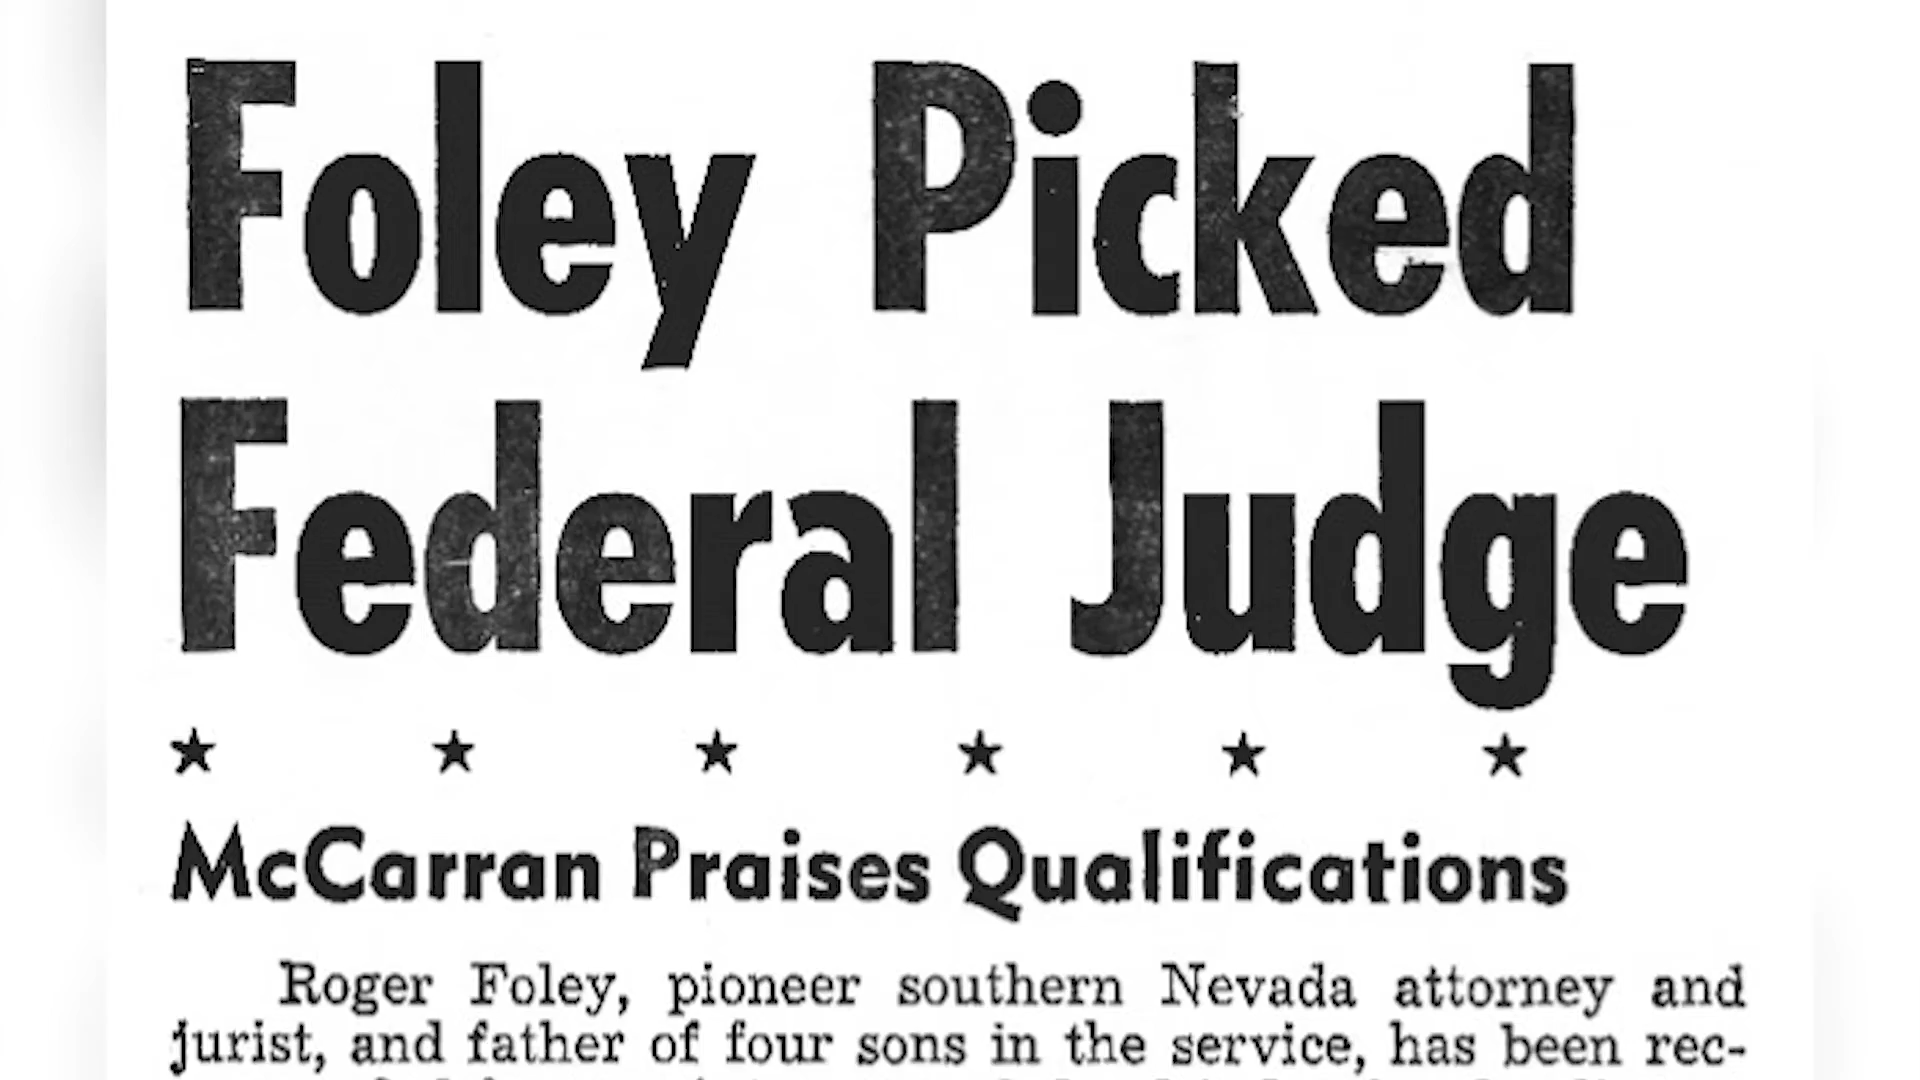 Foley Picked
Federal Judge
★ ★ ★ ★ ★ ★
McCarran Praises Qualifications
Roger Foley, pioneer southern Nevada attorney and
jurist, and father of four sons in the service, has been rec-